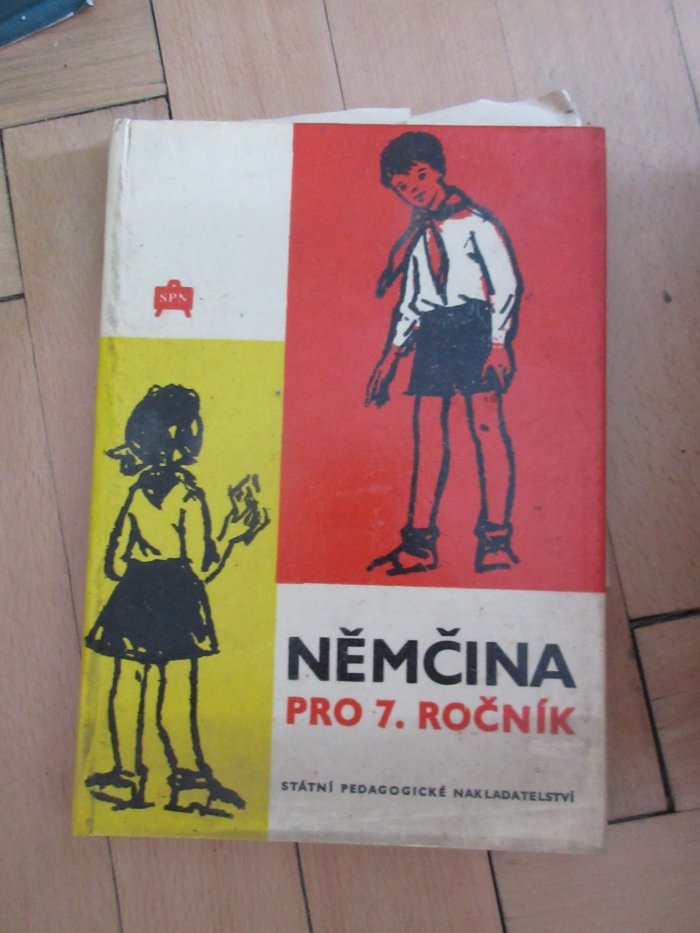 SPN
NĚMČINA
PRO 7. ROČNÍK
STÁTNÍ PEDAGOGICKÉ NAKLADATELSTVÍ